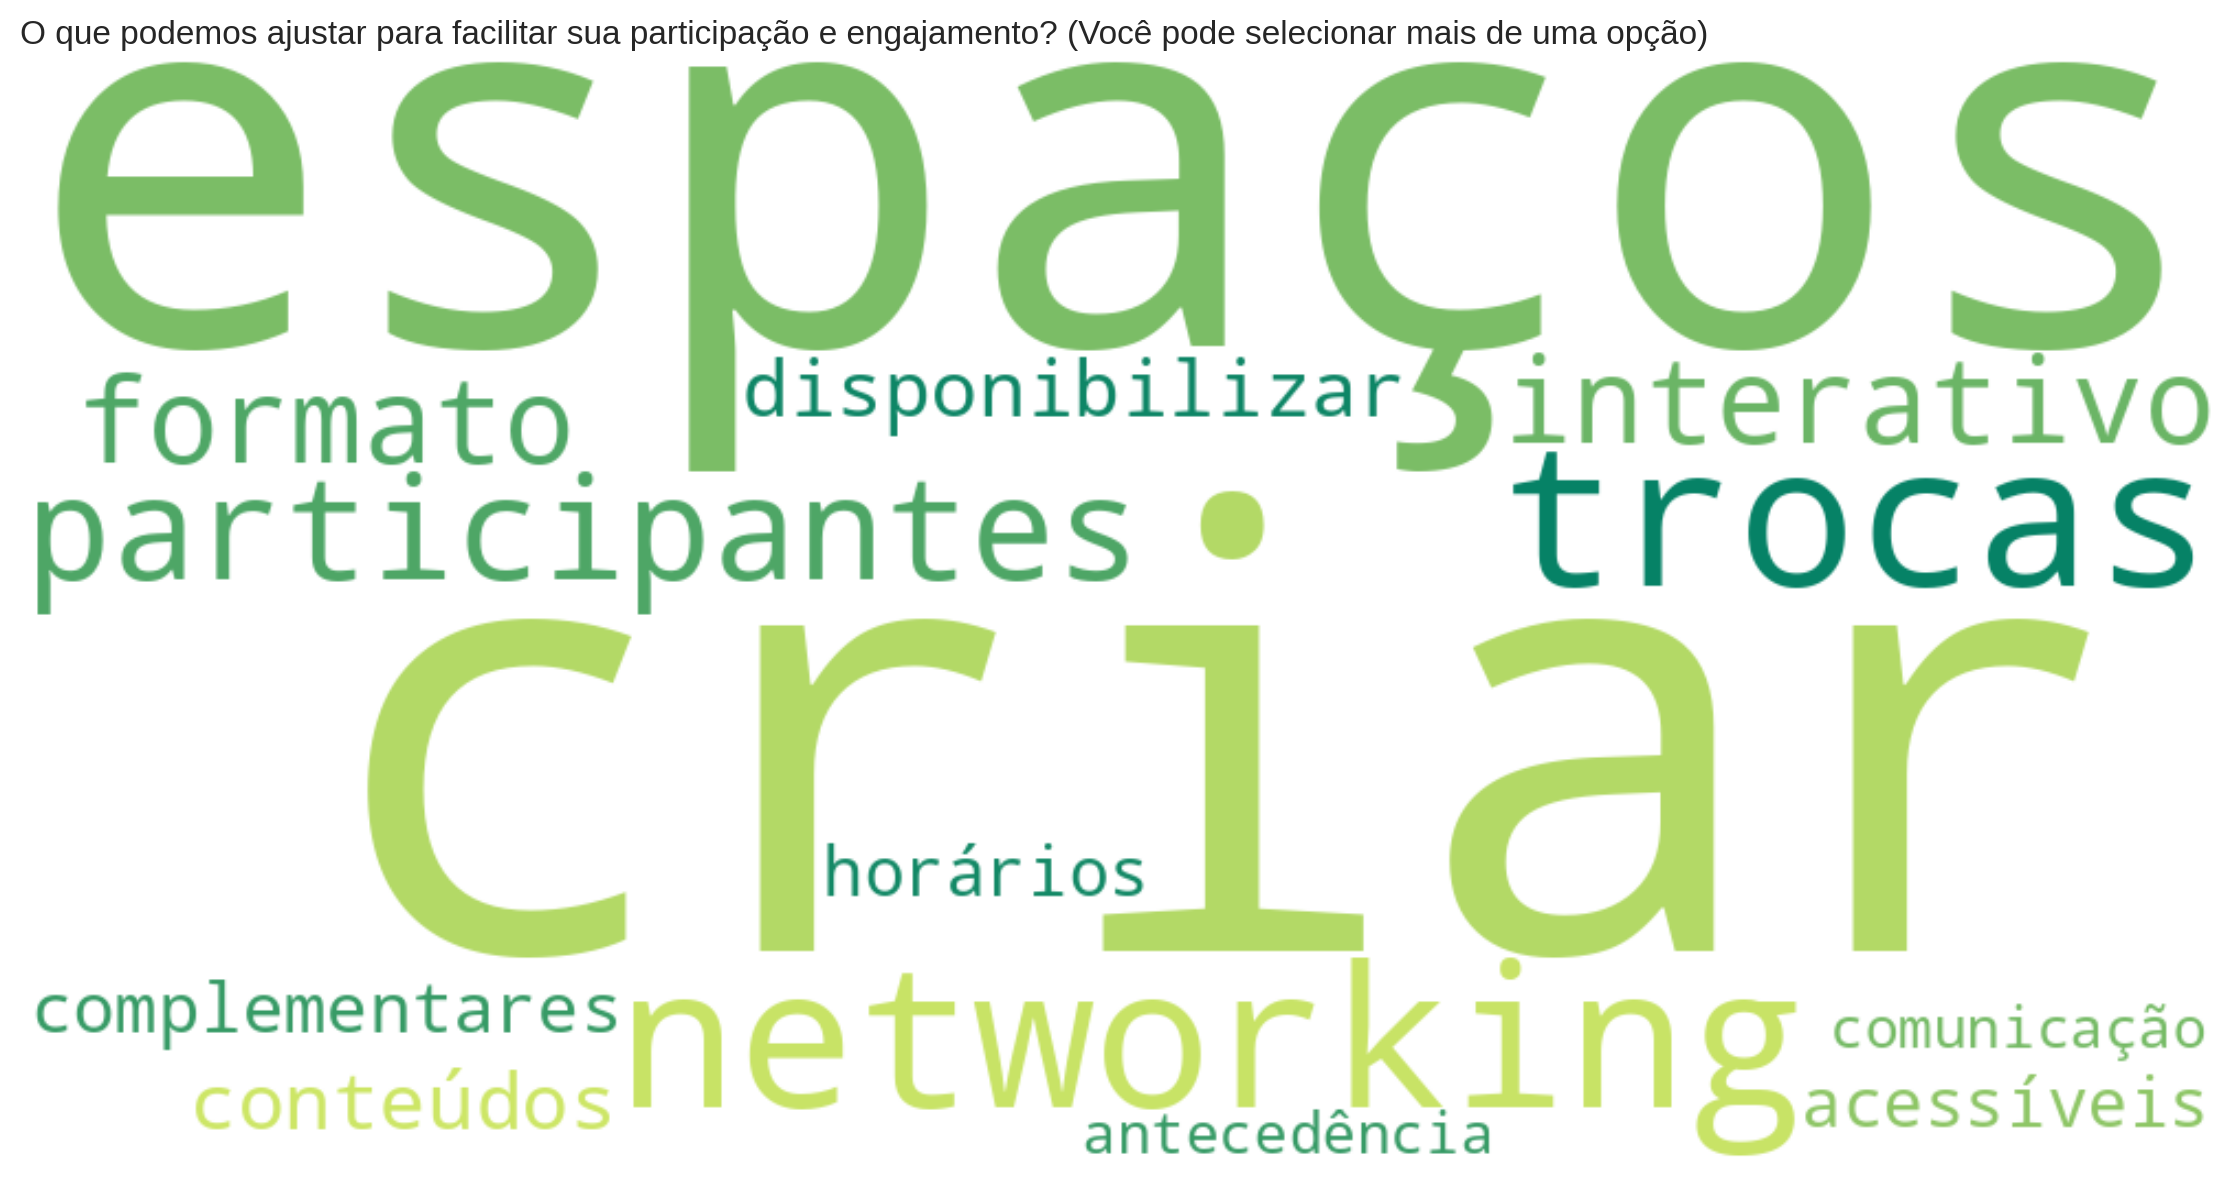 O que podemos ajustar para facilitar sua participação e engajamento? (Você pode selecionar mais de uma opção)
espaços
formato
disponibilizar
interativo
participantes
trocas
criar
horários
complementares
networking
comunicação
conteúdos
acessíveis
antecedência